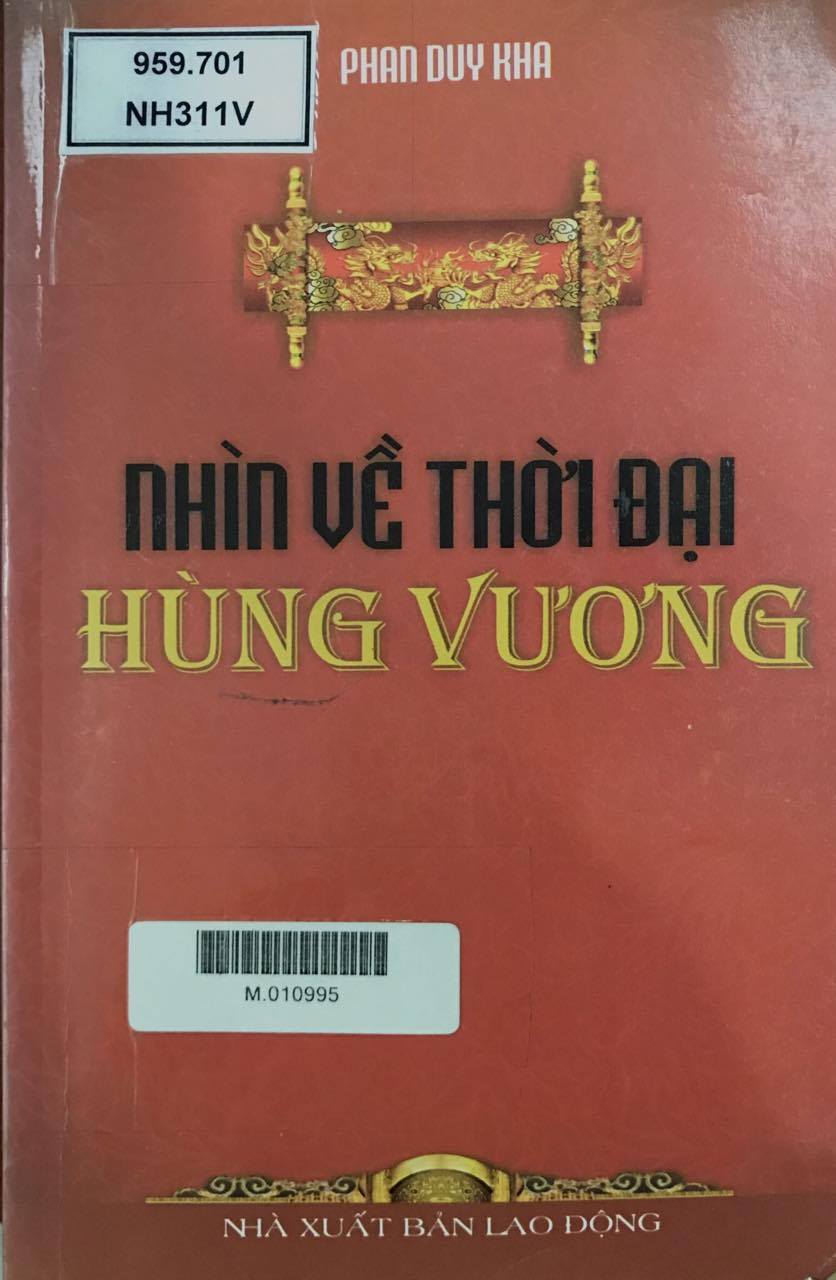 959.701
NH311V
PHAN DUY KHA
NHÌN VỀ THỜI ĐẠI
HÙNG VƯƠNG
M.010995
NHÀ XUẤT BẢN LAO ĐỘNG